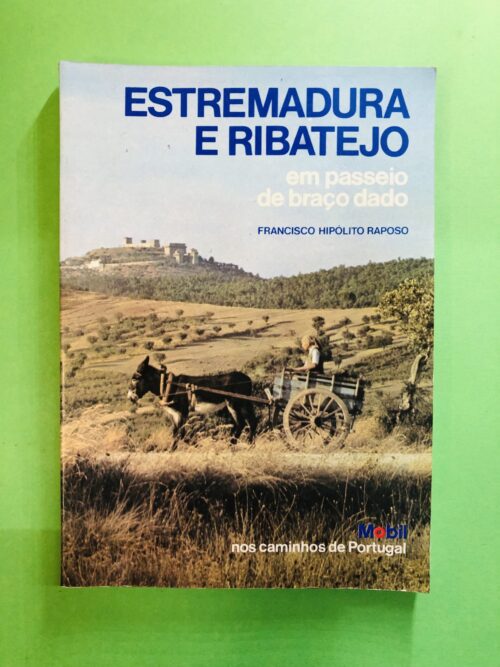 ESTREMADURA
E RIBATEJO
em passeio
de braço dado
FRANCISCO HIPÓLITO RAPOSO
Mobil
nos caminhos de Portugal